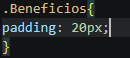 .Beneficios{
padding: 20px;
}